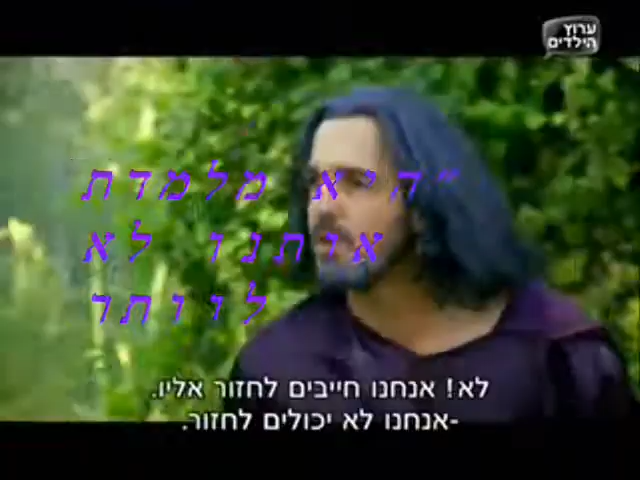 ערוץ
הילדים
"היא מלמדת
אותנו לא
לוותר
לא! אנחנו חייבים לחזור אליו.
-אנחנו לא יכולים לחזור.